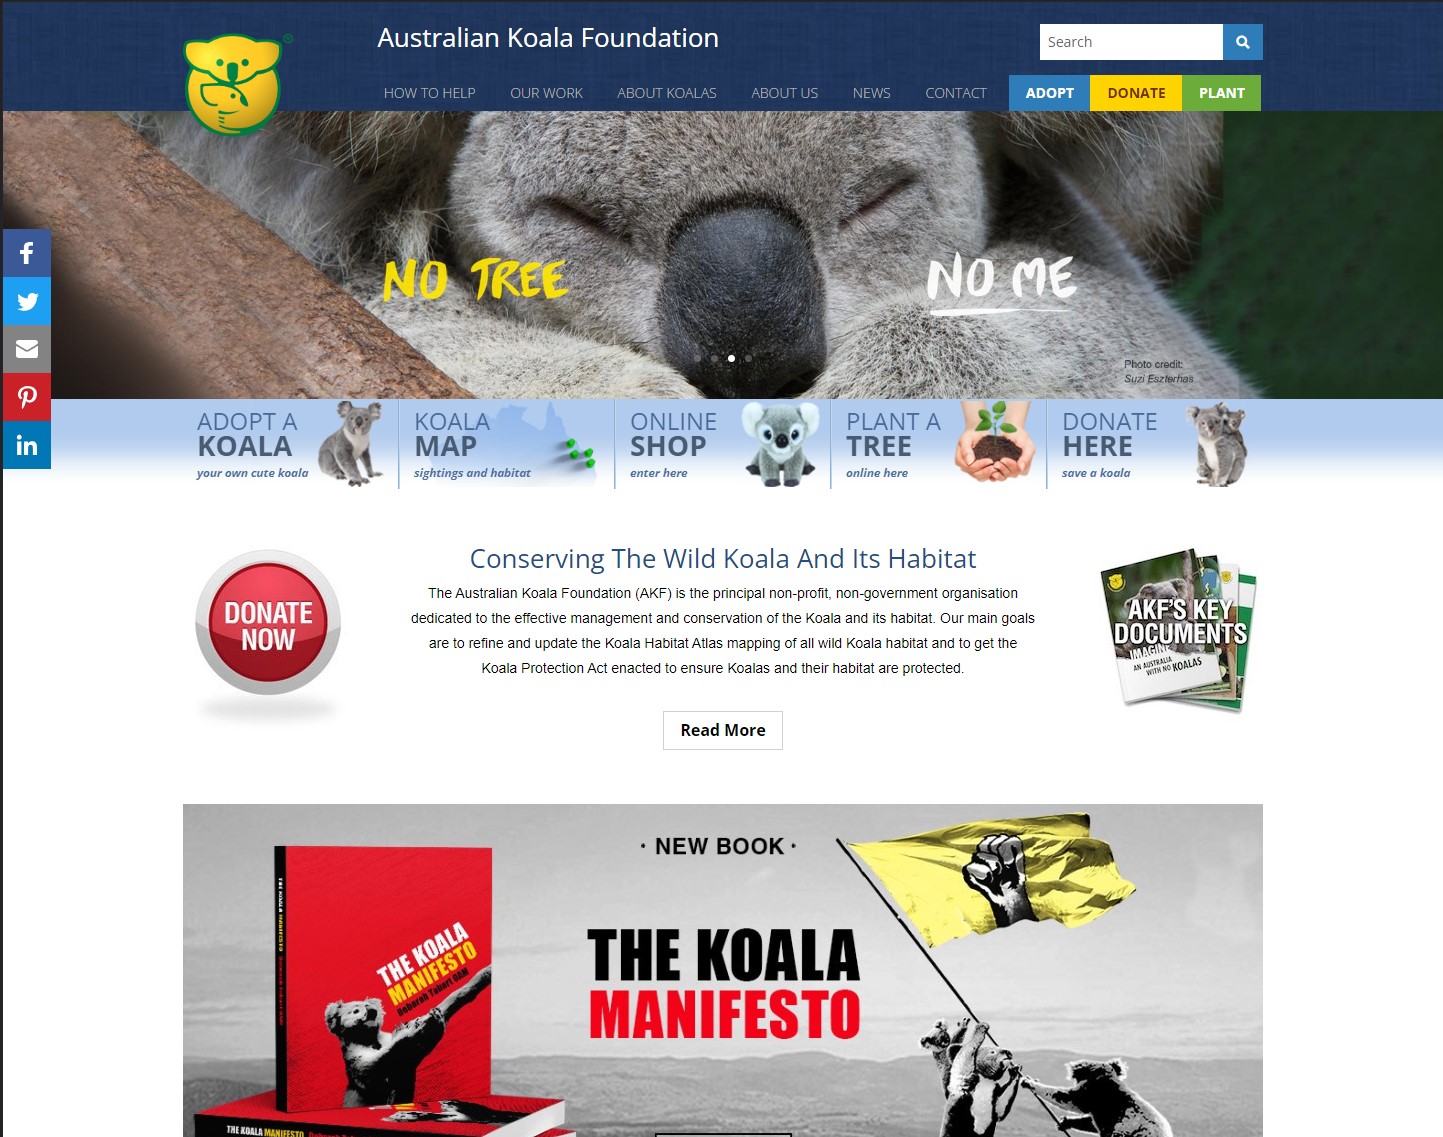 Australian Koala Foundation
Search
HOW TO HELP
OUR WORK
ABOUT KOALAS
ABOUT US
NEWS
CONTACT
ADOPT
DONATE
PLANT
NO TREE
NO ME
Photo credit:
Suzi Eszterhas
ADOPT A
KOALA
your own cute koala
KOALA
MAP
sightings and habitat
ONLINE
SHOP
enter here
PLANT A
TREE
online here
DONATE
HERE
save a koala
DONATE
NOW
Conserving The Wild Koala And Its Habitat
The Australian Koala Foundation (AKF) is the principal non-profit, non-government organisation
dedicated to the effective management and conservation of the Koala and its habitat. Our main goals
are to refine and update the Koala Habitat Atlas mapping of all wild Koala habitat and to get the
Koala Protection Act enacted to ensure Koalas and their habitat are protected.
Read More
AKF'S KEY
DOCUMENTS
IMAGINE
AN AUSTRALIA
WITH NO KOALAS
· NEW BOOK ·
THE KOALA
MANIFESTO
THE KOALA
MANIFESTO
Deborah Tabart OAM
THE KOALA MANIFESTO Deborah Tabart OAM
THE KOALA MANIFESTO